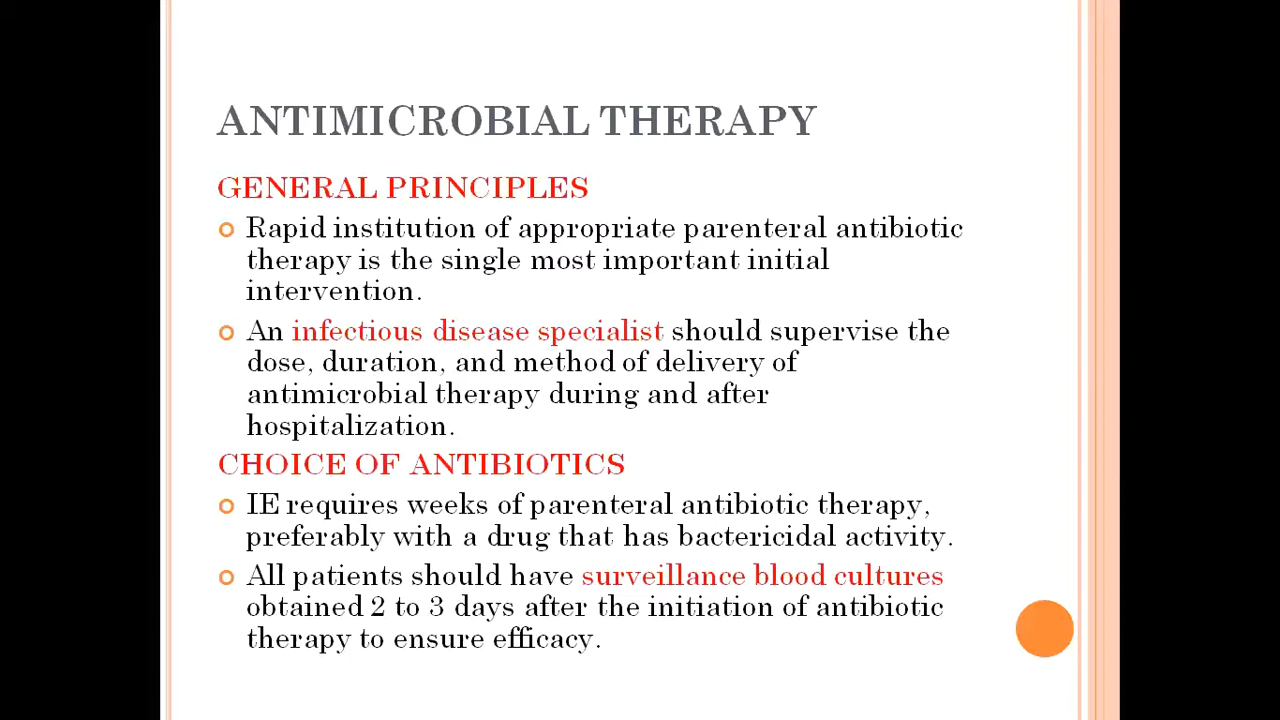 ANTIMICROBIAL THERAPY
GENERAL PRINCIPLES
Rapid institution of appropriate parenteral antibiotic
therapy is the single most important initial
intervention.
An infectious disease specialist should supervise the
dose, duration, and method of delivery of
antimicrobial therapy during and after
hospitalization.
CHOICE OF ANTIBIOTICS
IE requires weeks of parenteral antibiotic therapy,
preferably with a drug that has bactericidal activity.
All patients should have surveillance blood cultures
obtained 2 to 3 days after the initiation of antibiotic
therapy to ensure efficacy.